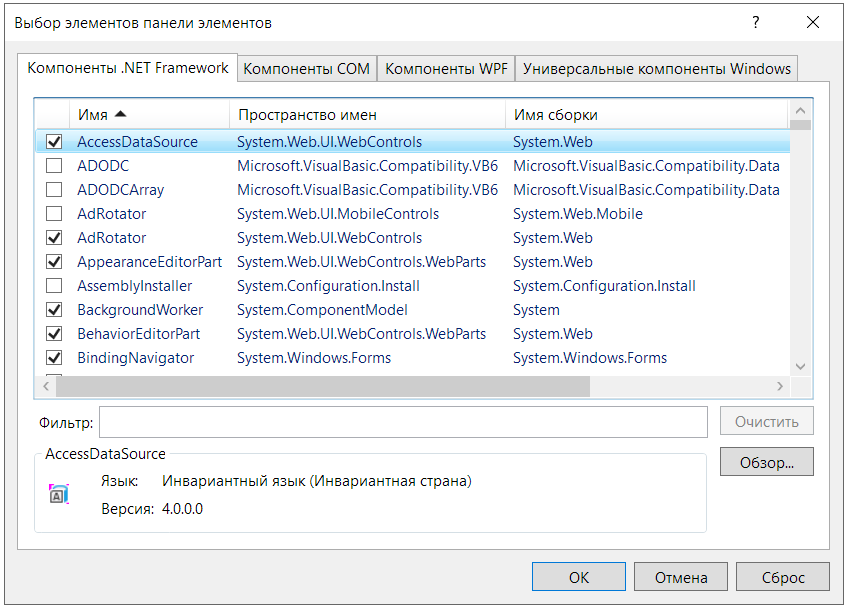 Выбор элементов панели элементов ?
Компоненты .NET Framework Компоненты COM Компоненты WPF Универсальные компоненты Windows
Имя Пространство имен Имя сборки
AccessDataSource System.Web.UI.WebControls System.Web
ADODC Microsoft.VisualBasic.Compatibility.VB6 Microsoft.VisualBasic.Compatibility.Data
ADODCArray Microsoft.VisualBasic.Compatibility.VB6 Microsoft.VisualBasic.Compatibility.Data
AdRotator System.Web.UI.MobileControls System.Web.Mobile
AdRotator System.Web.UI.WebControls System.Web
AppearanceEditorPart System.Web.UI.WebControls.WebParts System.Web
AssemblyInstaller System.Configuration.Install System.Configuration.Install
BackgroundWorker System.ComponentModel System
BehaviorEditorPart System.Web.UI.WebControls.WebParts System.Web
BindingNavigator System.Windows.Forms System.Windows.Forms
Фильтр: Очистить
AccessDataSource
Обзор...
Язык: Инвариантный язык (Инвариантная страна)
A
Версия: 4.0.0.0
ОК Отмена Сброс